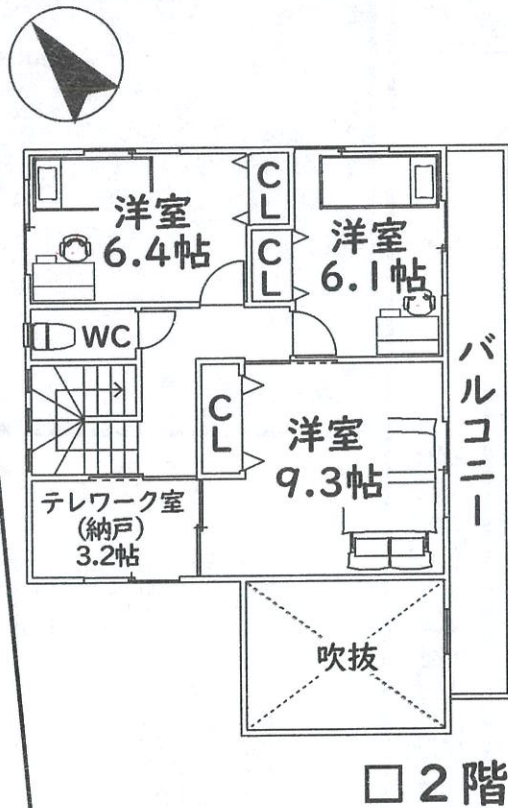 洋室
6.4帖
CL
CL
洋室
6.1帖
WC
バルコニー
CL
洋室
9.3帖
テレワーク室
(納戸)
3.2帖
吹抜
□2階